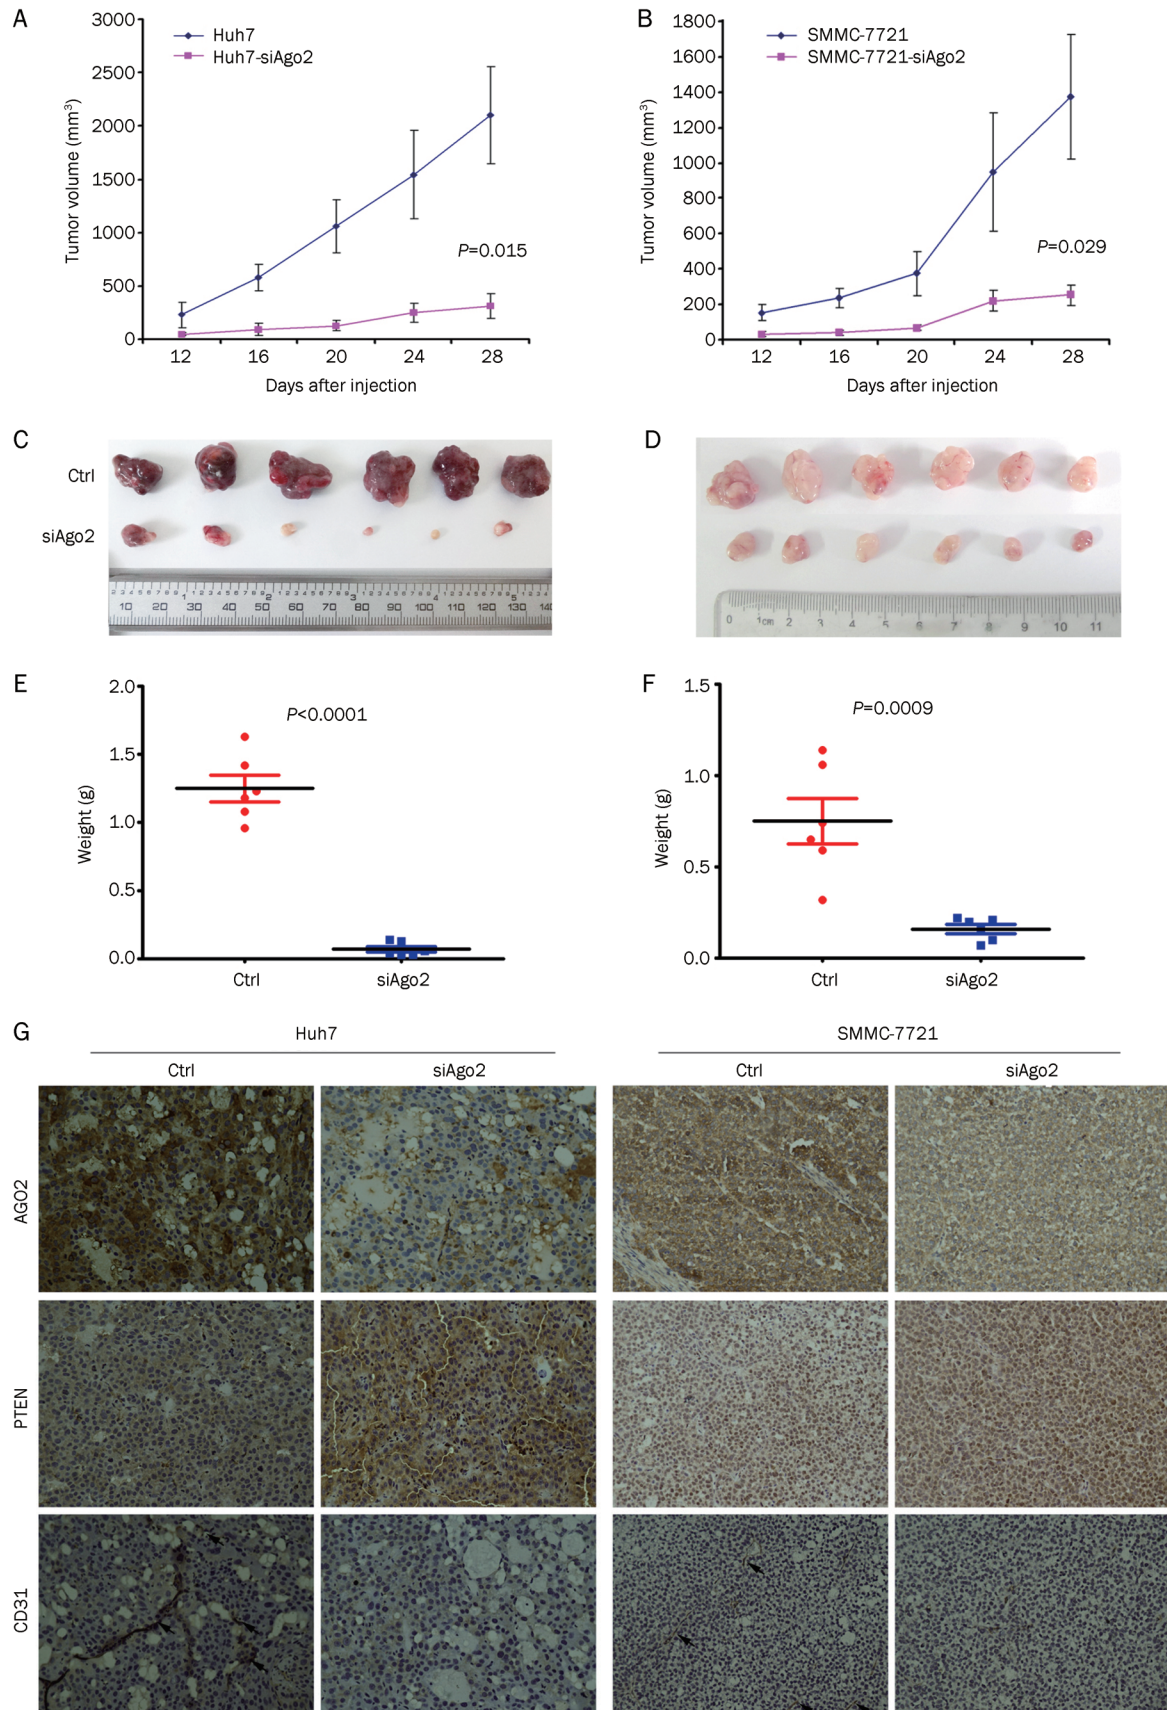 A
3000
2500
2000
1500
1000
500
0
Tumor volume (mm³)
Huh7
Huh7-siAgo2
P=0.015
12 16 20 24 28
Days after injection
B
1800
1600
1400
1200
1000
800
600
400
200
0
Tumor volume (mm³)
SMMC-7721
SMMC-7721-siAgo2
P=0.029
12 16 20 24 28
Days after injection
C
Ctrl
siAgo2
10 20 30 40 50 60 70 80 90 100 110 120 130 14
D
0 1cm 2 3 4 5 6 7 8 9 10 11
E
2.0
1.5
1.0
0.5
0.0
Weight (g)
P<0.0001
Ctrl siAgo2
F
1.5
1.0
0.5
0.0
Weight (g)
P=0.0009
Ctrl siAgo2
G
Huh7 SMMC-7721
Ctrl siAgo2 Ctrl siAgo2
AGO2
PTEN
CD31